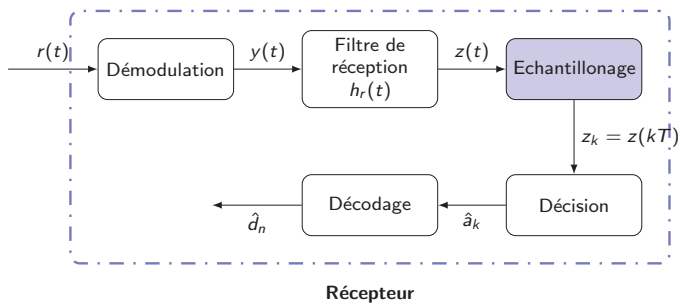 r(t)
Démodulation
y(t)
Filtre de
réception
h_r(t)
z(t)
Echantillonage
z_k = z(kT)
Décision
â_k
Décodage
d̂_n
Récepteur